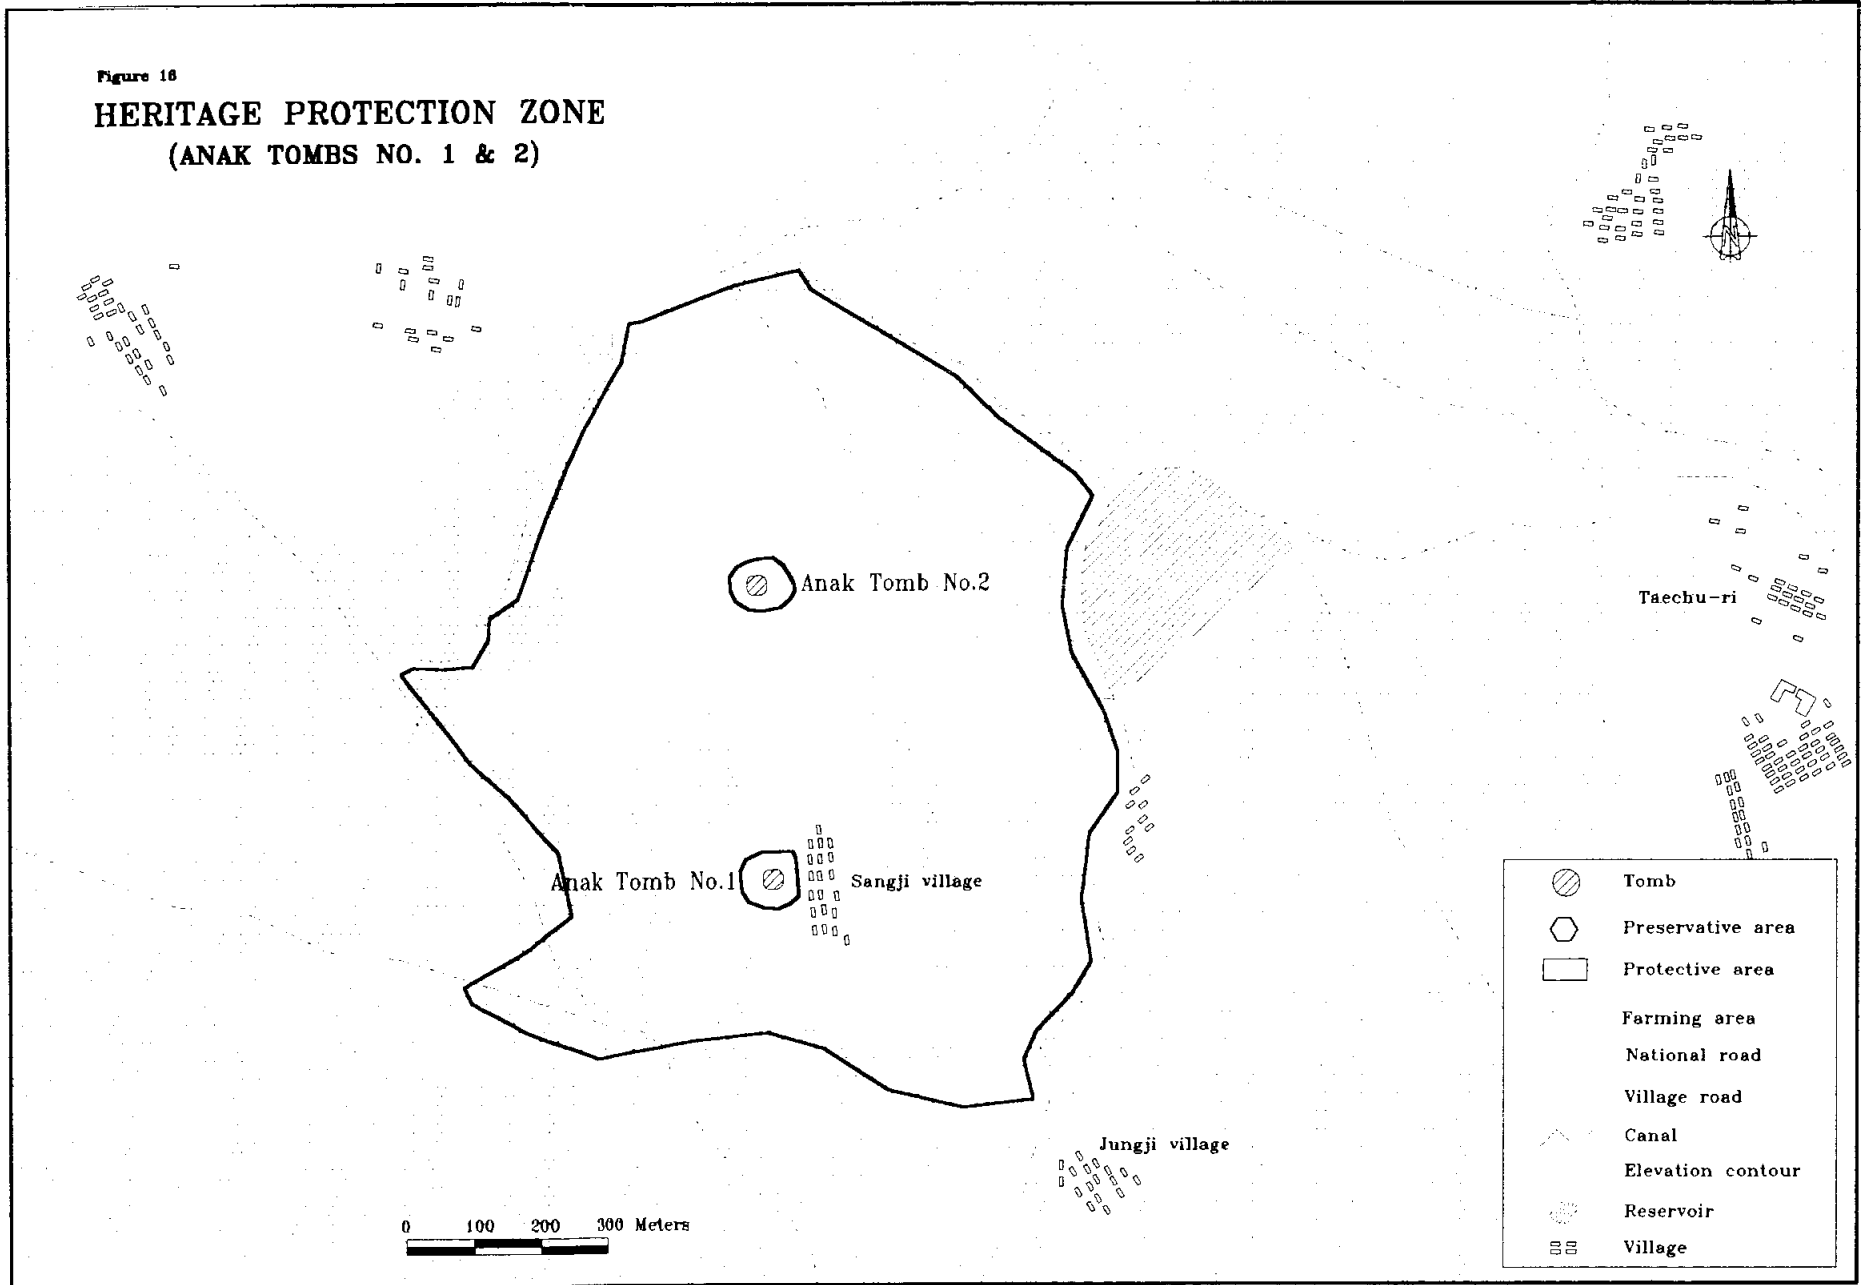 Figure 16
HERITAGE PROTECTION ZONE
(ANAK TOMBS NO. 1 & 2)
Anak Tomb No.2
Taechu-ri
Anak Tomb No.1
Sangji village
Jungji village
0 100 200 300 Meters
Tomb
Preservative area
Protective area
Farming area
National road
Village road
Canal
Elevation contour
Reservoir
Village